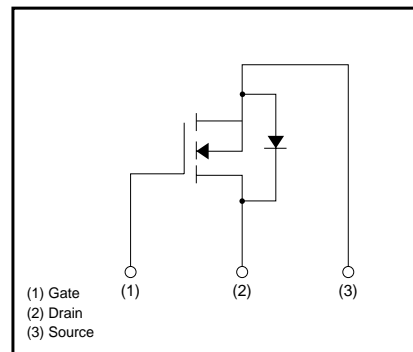 (1) (2) (3)
(1) Gate
(2) Drain
(3) Source